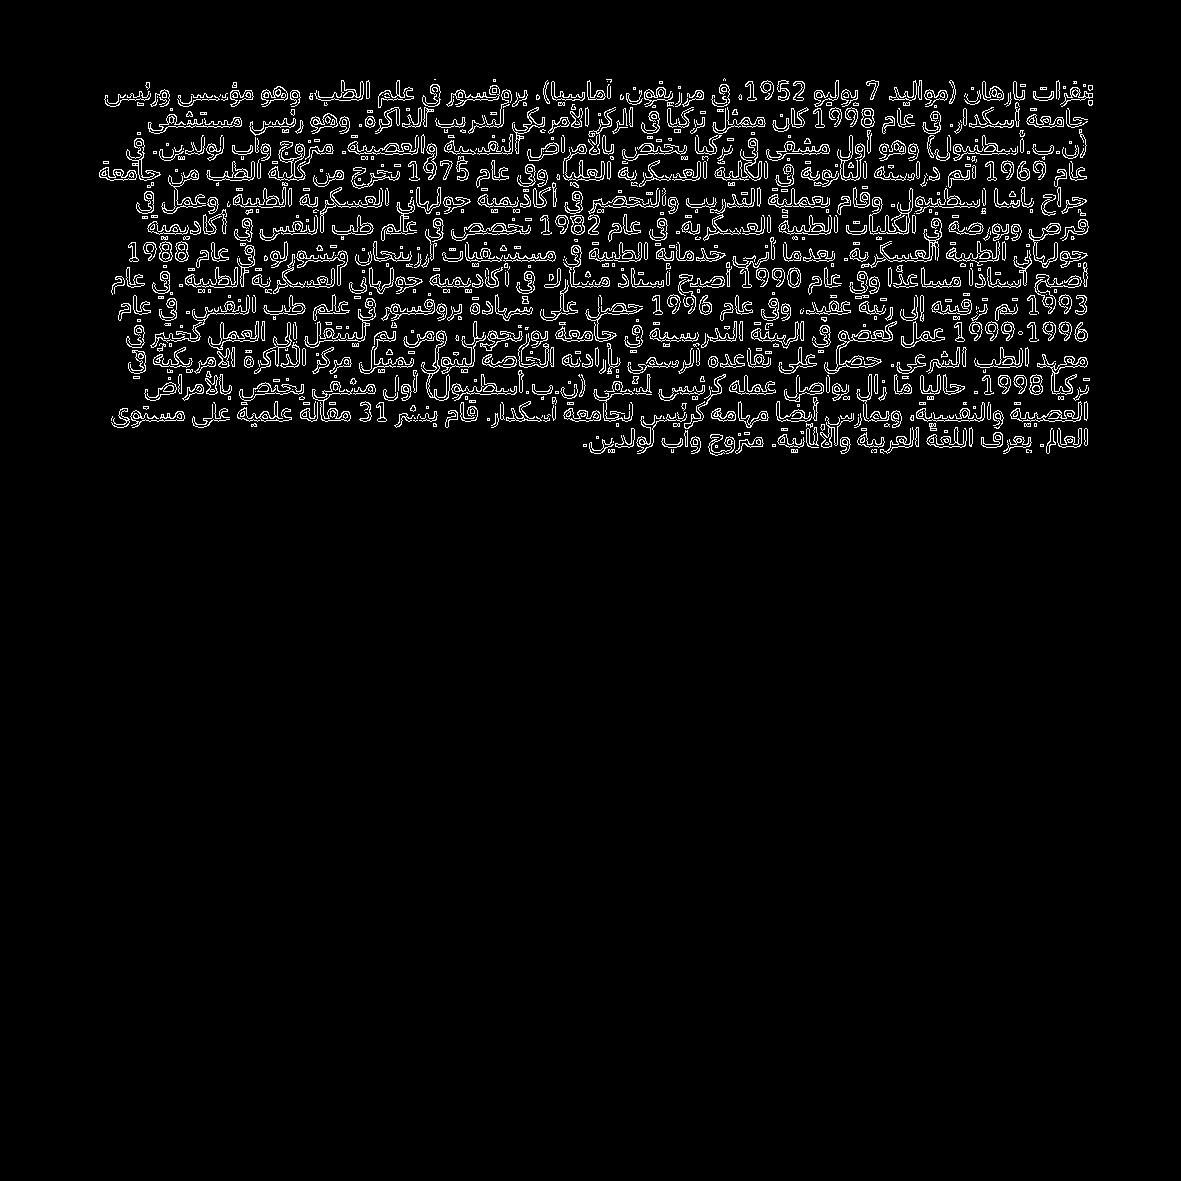 نفزات تارهان (مواليد 7 يوليو 1952، في مرزيفون، أماسيا)، بروفسور في علم الطب، وهو مؤسس ورئيس
جامعة أسكدار. في عام 1998 كان ممثل تركيا في المركز الأمريكي لتدريب الذاكرة. وهو رئيس مستشفى
(ن.ب.أسطنبول) وهو أول مشفى في تركيا يختص بالأمراض النفسية والعصبية. متزوج وأب لولدين. في
عام 1969 أتم دراسته الثانوية في الكلية العسكرية العليا، وفي عام 1975 تخرج من كلية الطب من جامعة
جراح باشا إسطنبول. وقام بعملية التدريب والتحضير في أكاديمية جولهاني العسكرية الطبية، وعمل في
قبرص وبورصة في الكليات الطبية العسكرية. في عام 1982 تخصص في علم طب النفس في أكاديمية
جولهاني الطبية العسكرية. بعدما أنهى خدماته الطبية في مستشفيات أرزينجان وتشورلو، في عام 1988
أصبح أستاذاً مساعدًا وفي عام 1990 أصبح أستاذ مشارك في أكاديمية جولهاني العسكرية الطبية. في عام
1993 تم ترقيته إلى رتبة عقيد، وفي عام 1996 حصل على شهادة بروفسور في علم طب النفس. في عام
1996-1999 عمل كعضو في الهيئة التدريسية في جامعة يوزنجويل، ومن ثم لينتقل إلى العمل كخبير في
معهد الطب الشرعي. حصل على تقاعده الرسمي بإرادته الخاصة ليتولى تمثيل مركز الذاكرة الأمريكية في
تركيا 1998. حاليا ما زال يواصل عمله كرئيس لمشفى (ن.ب.أسطنبول) أول مشفى يختص بالأمراض
العصبية والنفسية، ويمارس أيضًا مهامه كرئيس لجامعة أسكدار. قام بنشر 31 مقالة علمية على مستوى
العالم. يعرف اللغة العربية والألمانية. متزوج وأب لولدين.